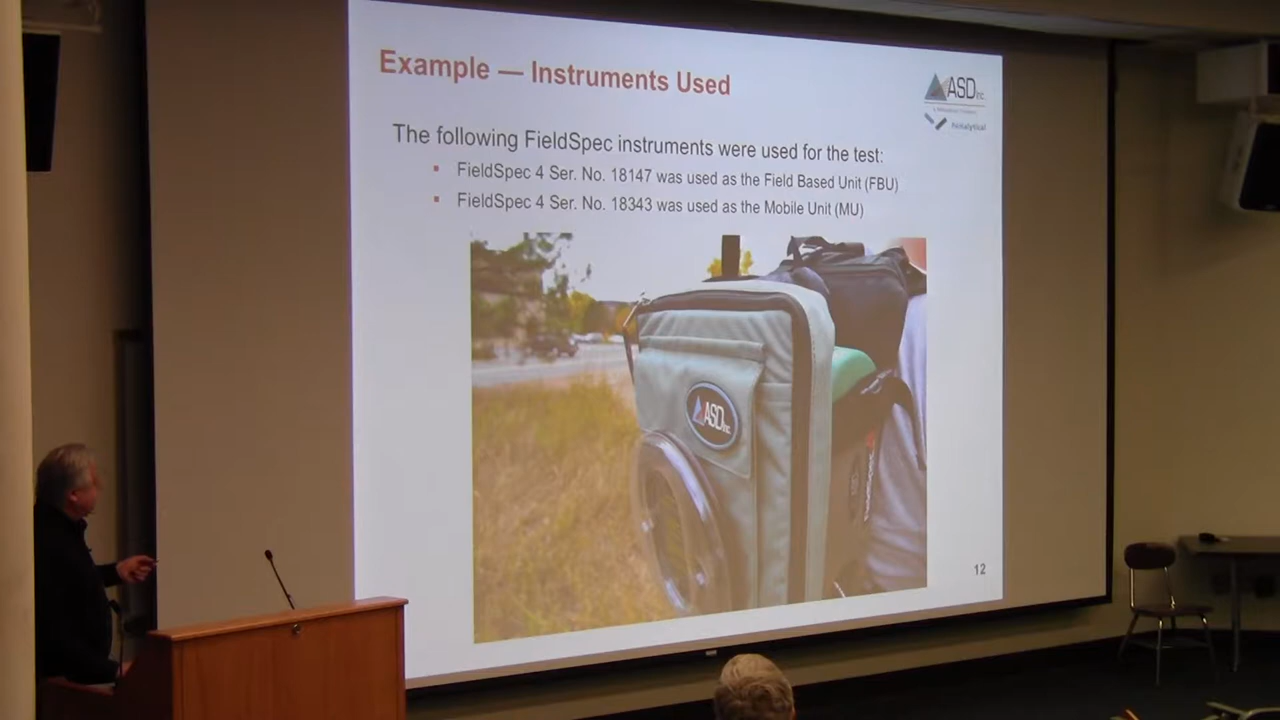 Example — Instruments Used
ASD Inc.
PANalytical
The following FieldSpec instruments were used for the test:
▪ FieldSpec 4 Ser. No. 18147 was used as the Field Based Unit (FBU)
▪ FieldSpec 4 Ser. No. 18343 was used as the Mobile Unit (MU)
ASD Inc.
12